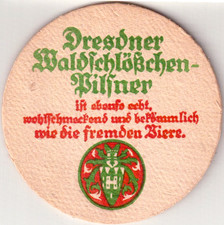 Dresdner
Waldschlößchen-
Pilsner
ist ebenso echt,
wohlschmeckend und bekömmlich
wie die fremden Biere.